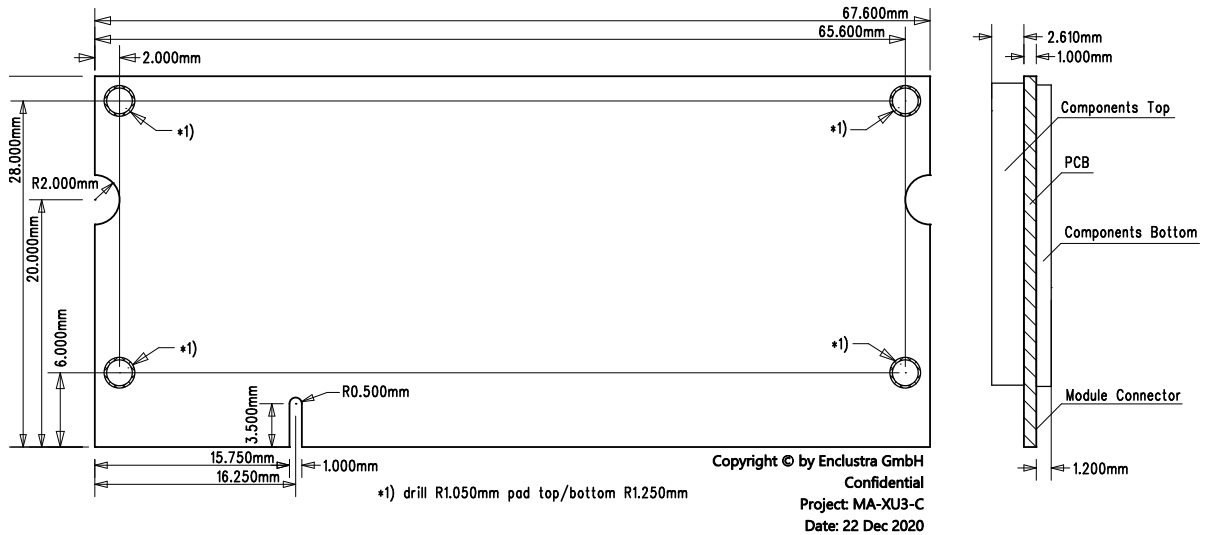 67.600mm
65.600mm
2.000mm
2.610mm
1.000mm
*1)
*1)
Components Top
28.000mm
R2.000mm
PCB
20.000mm
Components Bottom
6.000mm
*1)
*1)
R0.500mm
3.500mm
Module Connector
15.750mm
1.000mm
16.250mm
1.200mm
*1) drill R1.050mm pad top/bottom R1.250mm
Copyright © by Enclustra GmbH
Confidential
Project: MA-XU3-C
Date: 22 Dec 2020